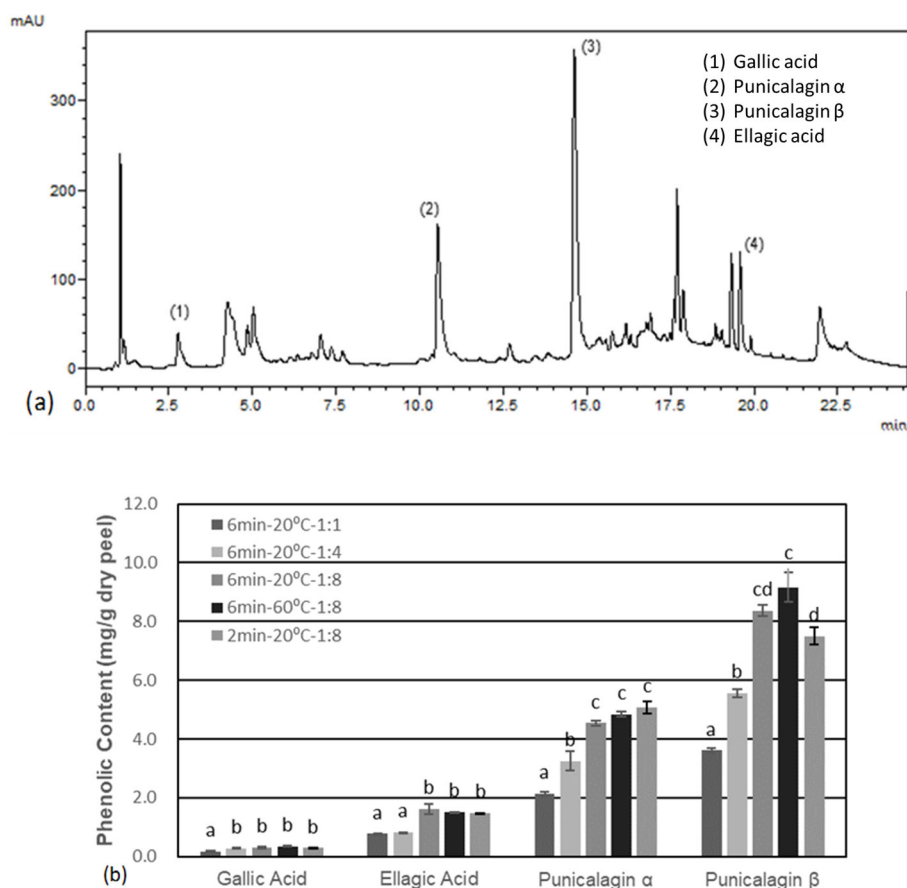 mAU
(3)
(1) Gallic acid
(2) Punicalagin α
(3) Punicalagin β
(4) Ellagic acid
300
200
(2)
(4)
100
(1)
0
(a)
0.0 2.5 5.0 7.5 10.0 12.5 15.0 17.5 20.0 22.5
min
Phenolic Content (mg/g dry peel)
12.0
10.0
8.0
6.0
4.0
2.0
0.0
6min-20⁰C-1:1
6min-20⁰C-1:4
6min-20⁰C-1:8
6min-60⁰C-1:8
2min-20⁰C-1:8
a b b b b
a a b b b
a b c c c
a b cd c d
Gallic Acid Ellagic Acid Punicalagin α Punicalagin β
(b)